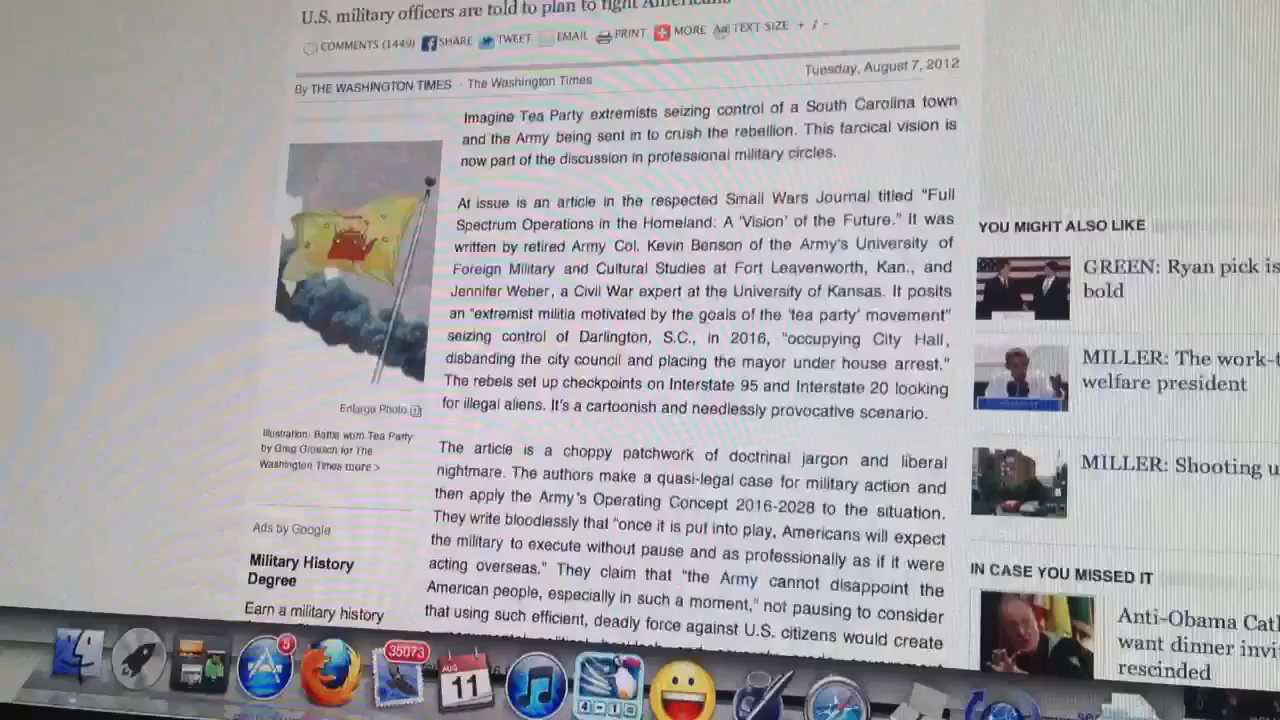 U.S. military officers are told to plan to fight Americans
COMMENTS (1449) SHARE TWEET EMAIL PRINT MORE Aa TEXT SIZE + / -
By THE WASHINGTON TIMES - The Washington Times
Tuesday, August 7, 2012
Imagine Tea Party extremists seizing control of a South Carolina town
and the Army being sent in to crush the rebellion. This farcical vision is
now part of the discussion in professional military circles.
At issue is an article in the respected Small Wars Journal titled "Full
Spectrum Operations in the Homeland: A 'Vision' of the Future." It was
written by retired Army Col. Kevin Benson of the Army's University of
Foreign Military and Cultural Studies at Fort Leavenworth, Kan., and
Jennifer Weber, a Civil War expert at the University of Kansas. It posits
an "extremist militia motivated by the goals of the 'tea party' movement"
seizing control of Darlington, S.C., in 2016, "occupying City Hall,
disbanding the city council and placing the mayor under house arrest."
The rebels set up checkpoints on Interstate 95 and Interstate 20 looking
for illegal aliens. It's a cartoonish and needlessly provocative scenario.
The article is a choppy patchwork of doctrinal jargon and liberal
nightmare. The authors make a quasi-legal case for military action and
then apply the Army's Operating Concept 2016-2028 to the situation.
They write bloodlessly that "once it is put into play, Americans will expect
the military to execute without pause and as professionally as if it were
acting overseas." They claim that "the Army cannot disappoint the
American people, especially in such a moment," not pausing to consider
that using such efficient, deadly force against U.S. citizens would create
Enlarge Photo
Illustration: Battle worn Tea Party
by Greg Groesch for The
Washington Times more >
Ads by Google
Military History
Degree
Earn a military history
YOU MIGHT ALSO LIKE
GREEN: Ryan pick is
bold
MILLER: The work-t
welfare president
MILLER: Shooting u
IN CASE YOU MISSED IT
Anti-Obama Cath
want dinner invi
rescinded
5
35073
AUG
11
4-1